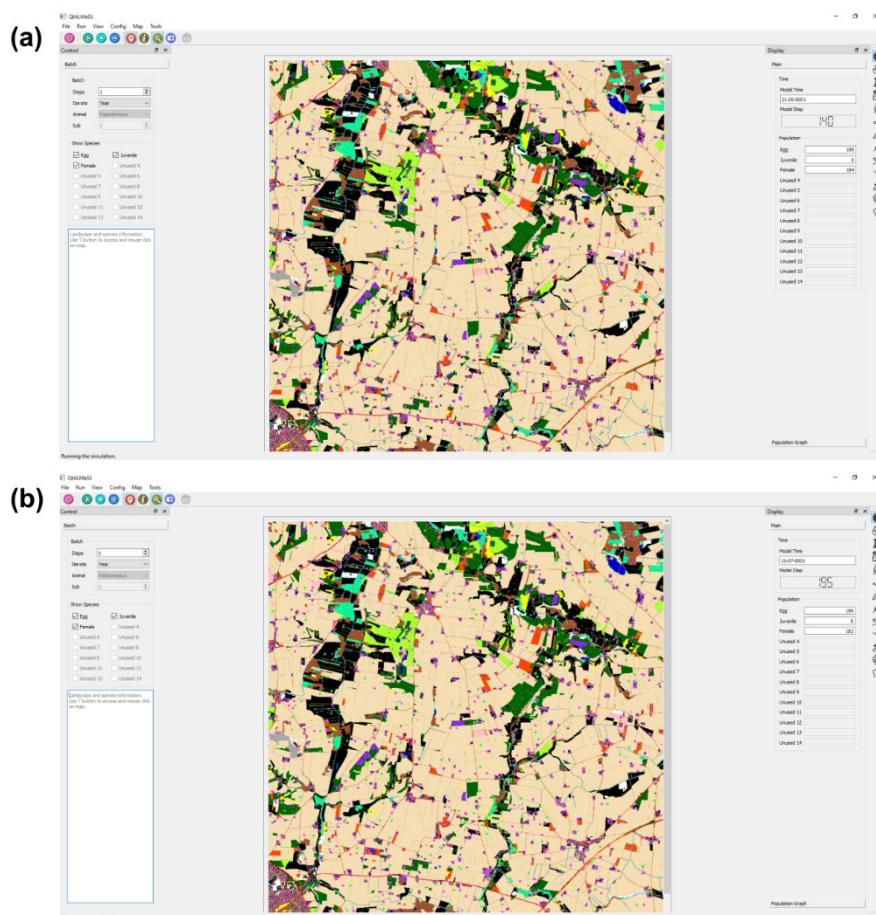 (a)
QtALMaSS
File Run View Config Map Tools
Control
Display
Batch
Main
Batch
Time
Steps 1
Model Time
Iterate Year
21-05-0001
Animal
Model Step
Sub 1
140
Show Species
Population
Egg Juvenile
Egg
Female Unused 4
Juvenile
Unused 5 Unused 6
Female 194
Unused 7 Unused 8
Unused 4
Unused 9 Unused 10
Unused 5
Unused 11 Unused 12
Unused 6
Unused 13 Unused 14
Unused 7
Landscape and species information.
Unused 8
Use '?' button to access and mouse click
Unused 9
on map.
Unused 10
Unused 11
Unused 12
Unused 13
Unused 14
Population Graph
Running the simulation.
(b)
QtALMaSS
File Run View Config Map Tools
Control
Display
Batch
Main
Batch
Time
Steps 1
Model Time
Iterate Year
Animal
Model Step
Sub 1
195
Show Species
Population
Egg Juvenile
Egg
Female Unused 4
Juvenile
Unused 5 Unused 6
Female 192
Unused 7 Unused 8
Unused 4
Unused 9 Unused 10
Unused 5
Unused 11 Unused 12
Unused 6
Unused 13 Unused 14
Unused 7
Landscape and species information.
Unused 8
Use '?' button to access and mouse click
Unused 9
on map.
Unused 10
Unused 11
Unused 12
Unused 13
Unused 14
Population Graph